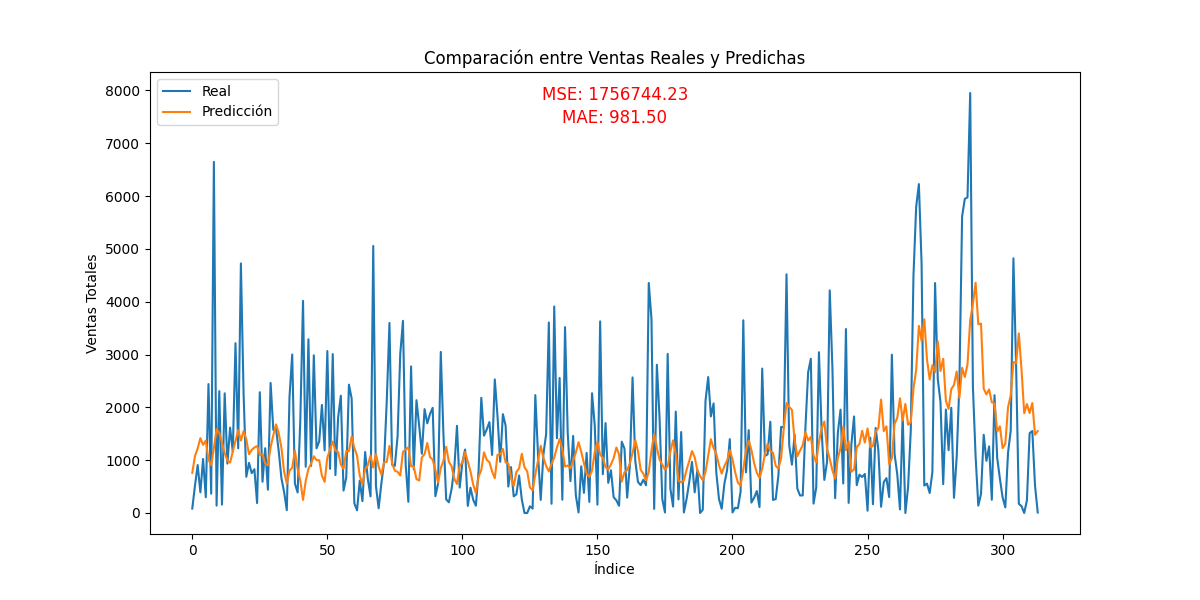 Comparación entre Ventas Reales y Predichas
MSE: 1756744.23
MAE: 981.50
Real
Predicción
8000
7000
6000
5000
4000
3000
2000
1000
0
Ventas Totales
0 50 100 150 200 250 300
Índice